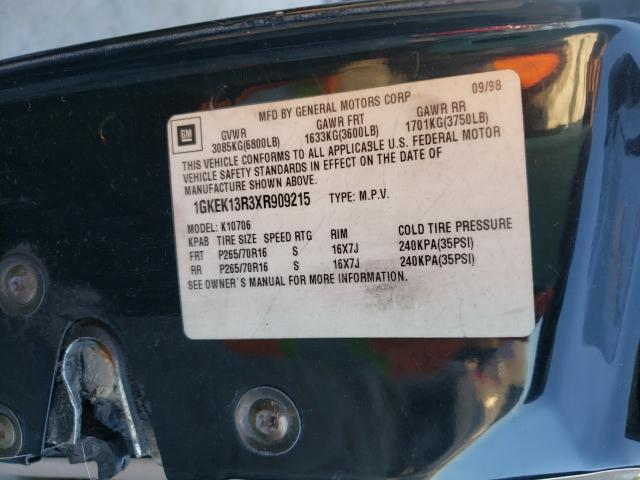 MFD BY GENERAL MOTORS CORP 09/98
GM GVWR GAWR FRT GAWR RR
3085KG(6800LB) 1633KG(3600LB) 1701KG(3750LB)
THIS VEHICLE CONFORMS TO ALL APPLICABLE U.S. FEDERAL MOTOR
VEHICLE SAFETY STANDARDS IN EFFECT ON THE DATE OF
MANUFACTURE SHOWN ABOVE.
1GKEK13R3XR909215 TYPE: M.P.V.
MODEL: K10706
KPAB TIRE SIZE SPEED RTG RIM COLD TIRE PRESSURE
FRT P265/70R16 S 16X7J 240KPA(35PSI)
RR P265/70R16 S 16X7J 240KPA(35PSI)
SEE OWNER'S MANUAL FOR MORE INFORMATION.